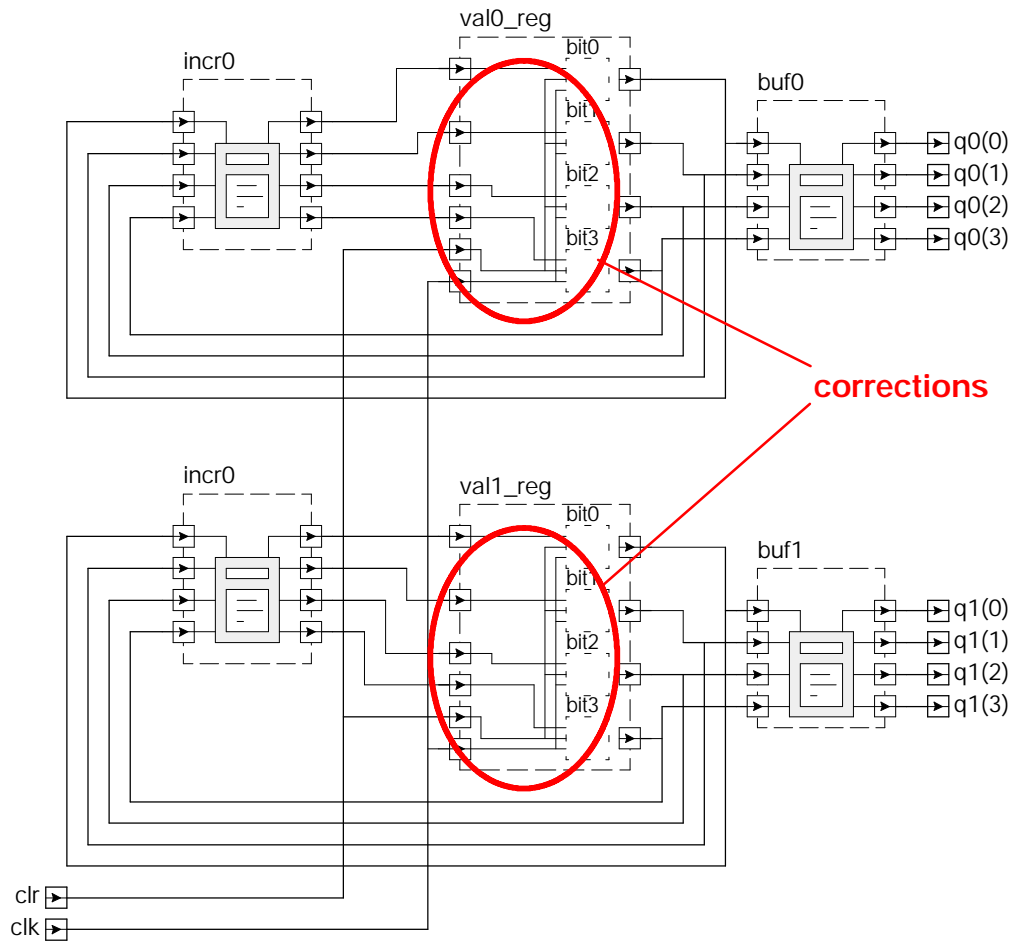 val0_reg
incr0
bit0
buf0
bit1
q0(0)
q0(1)
bit2
q0(2)
bit3
q0(3)
corrections
incr0
val1_reg
bit0
buf1
bit1
q1(0)
q1(1)
bit2
q1(2)
bit3
q1(3)
clr
clk